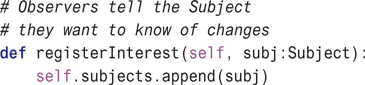 # Observers tell the Subject
# they want to know of changes
def registerInterest(self, subj:Subject):
    self.subjects.append(subj)